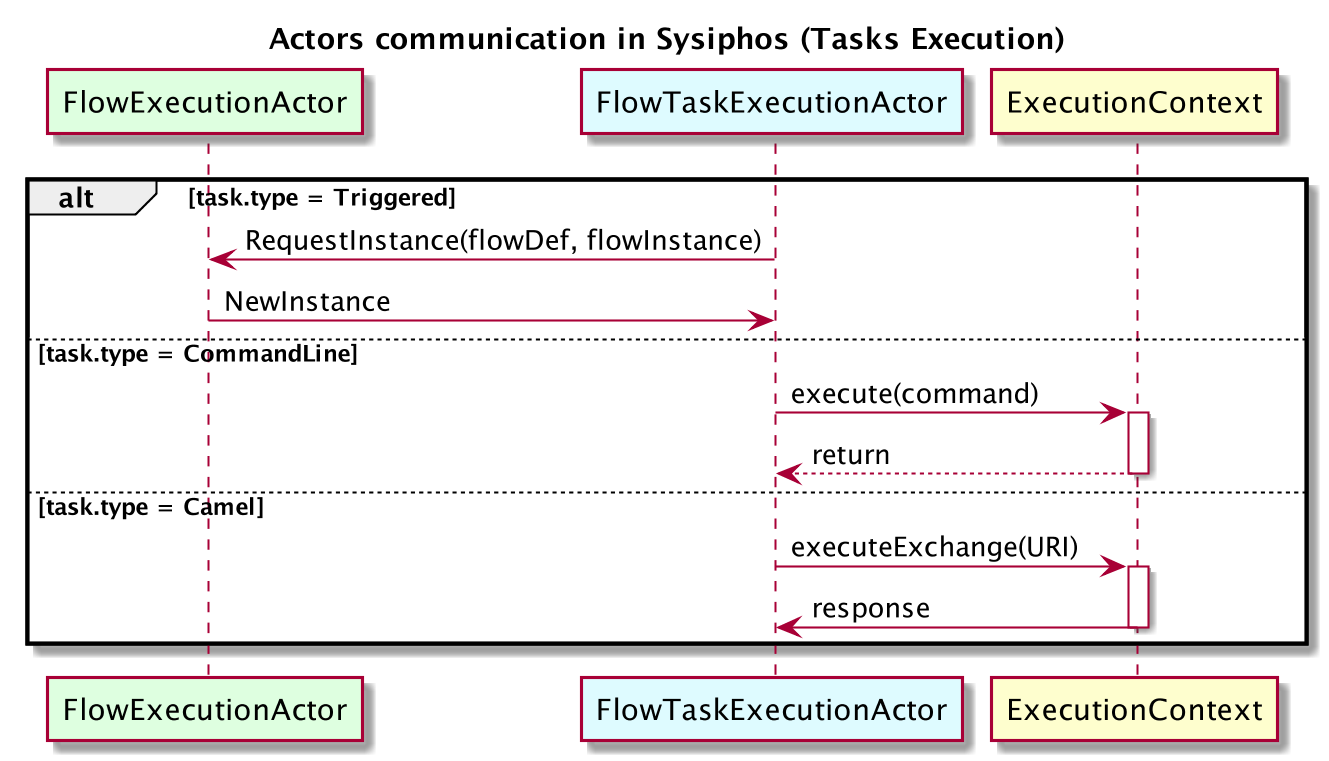 Actors communication in Sysiphos (Tasks Execution)
FlowExecutionActor
FlowTaskExecutionActor
ExecutionContext
alt
[task.type = Triggered]
RequestInstance(flowDef, flowInstance)
NewInstance
[task.type = CommandLine]
execute(command)
return
[task.type = Camel]
executeExchange(URI)
response
FlowExecutionActor
FlowTaskExecutionActor
ExecutionContext